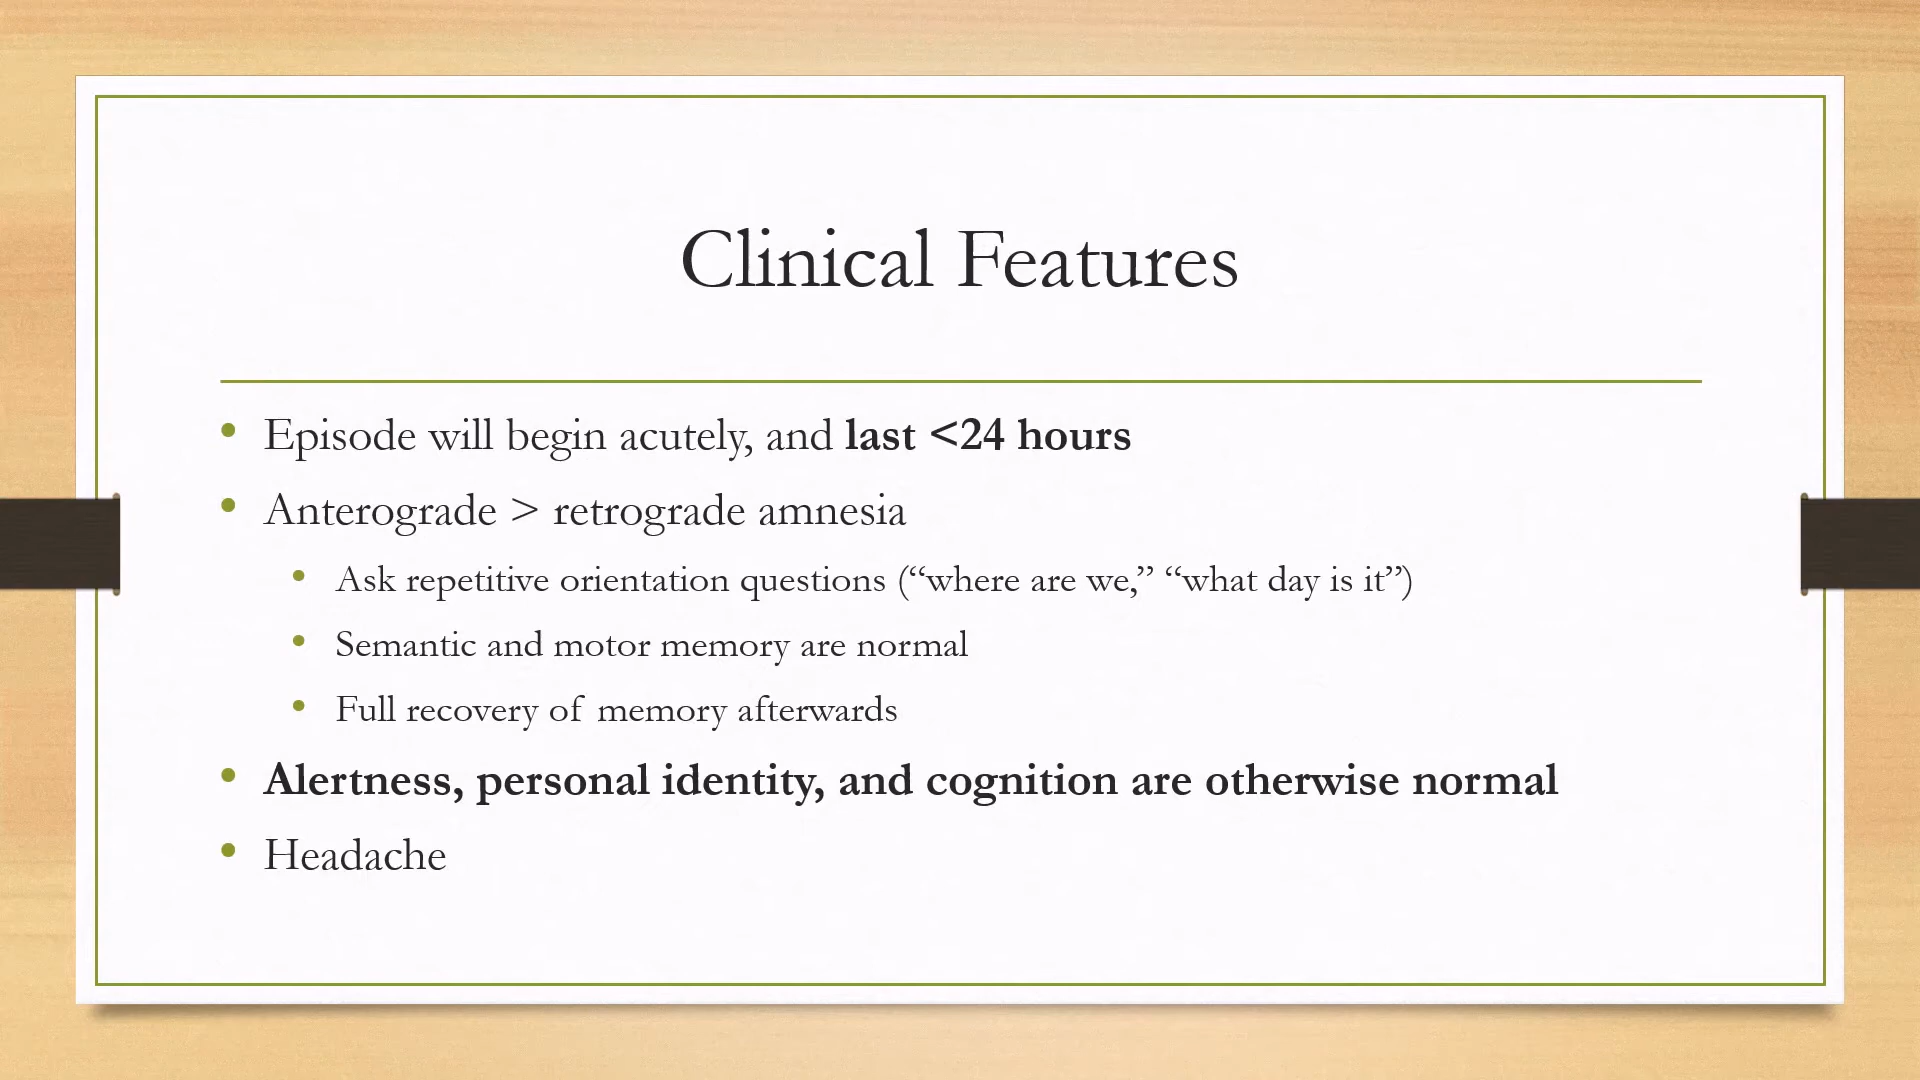 Clinical Features
• Episode will begin acutely, and last <24 hours
• Anterograde > retrograde amnesia
• Ask repetitive orientation questions (“where are we,” “what day is it”)
• Semantic and motor memory are normal
• Full recovery of memory afterwards
• Alertness, personal identity, and cognition are otherwise normal
• Headache